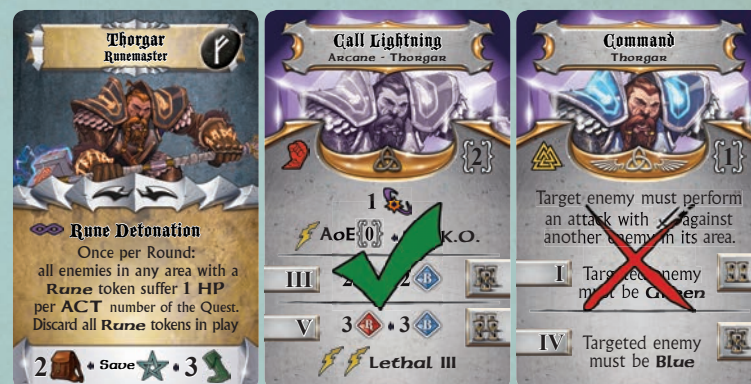 Thorgar
Runemaster
Rune Detonation
Once per Round:
all enemies in any area with a
Rune token suffer 1 HP
per ACT number of the Quest.
Discard all Rune tokens in play
2 Save 3
Call Lightning
Arcane - Thorgar
{2}
1
AoE {0} K.O.
III
V 3 R 3 B
Lethal III
Command
Thorgar
{1}
Target enemy must perform
an attack with against
another enemy in its area.
I Targeted enemy
must be Green
IV Targeted enemy
must be Blue